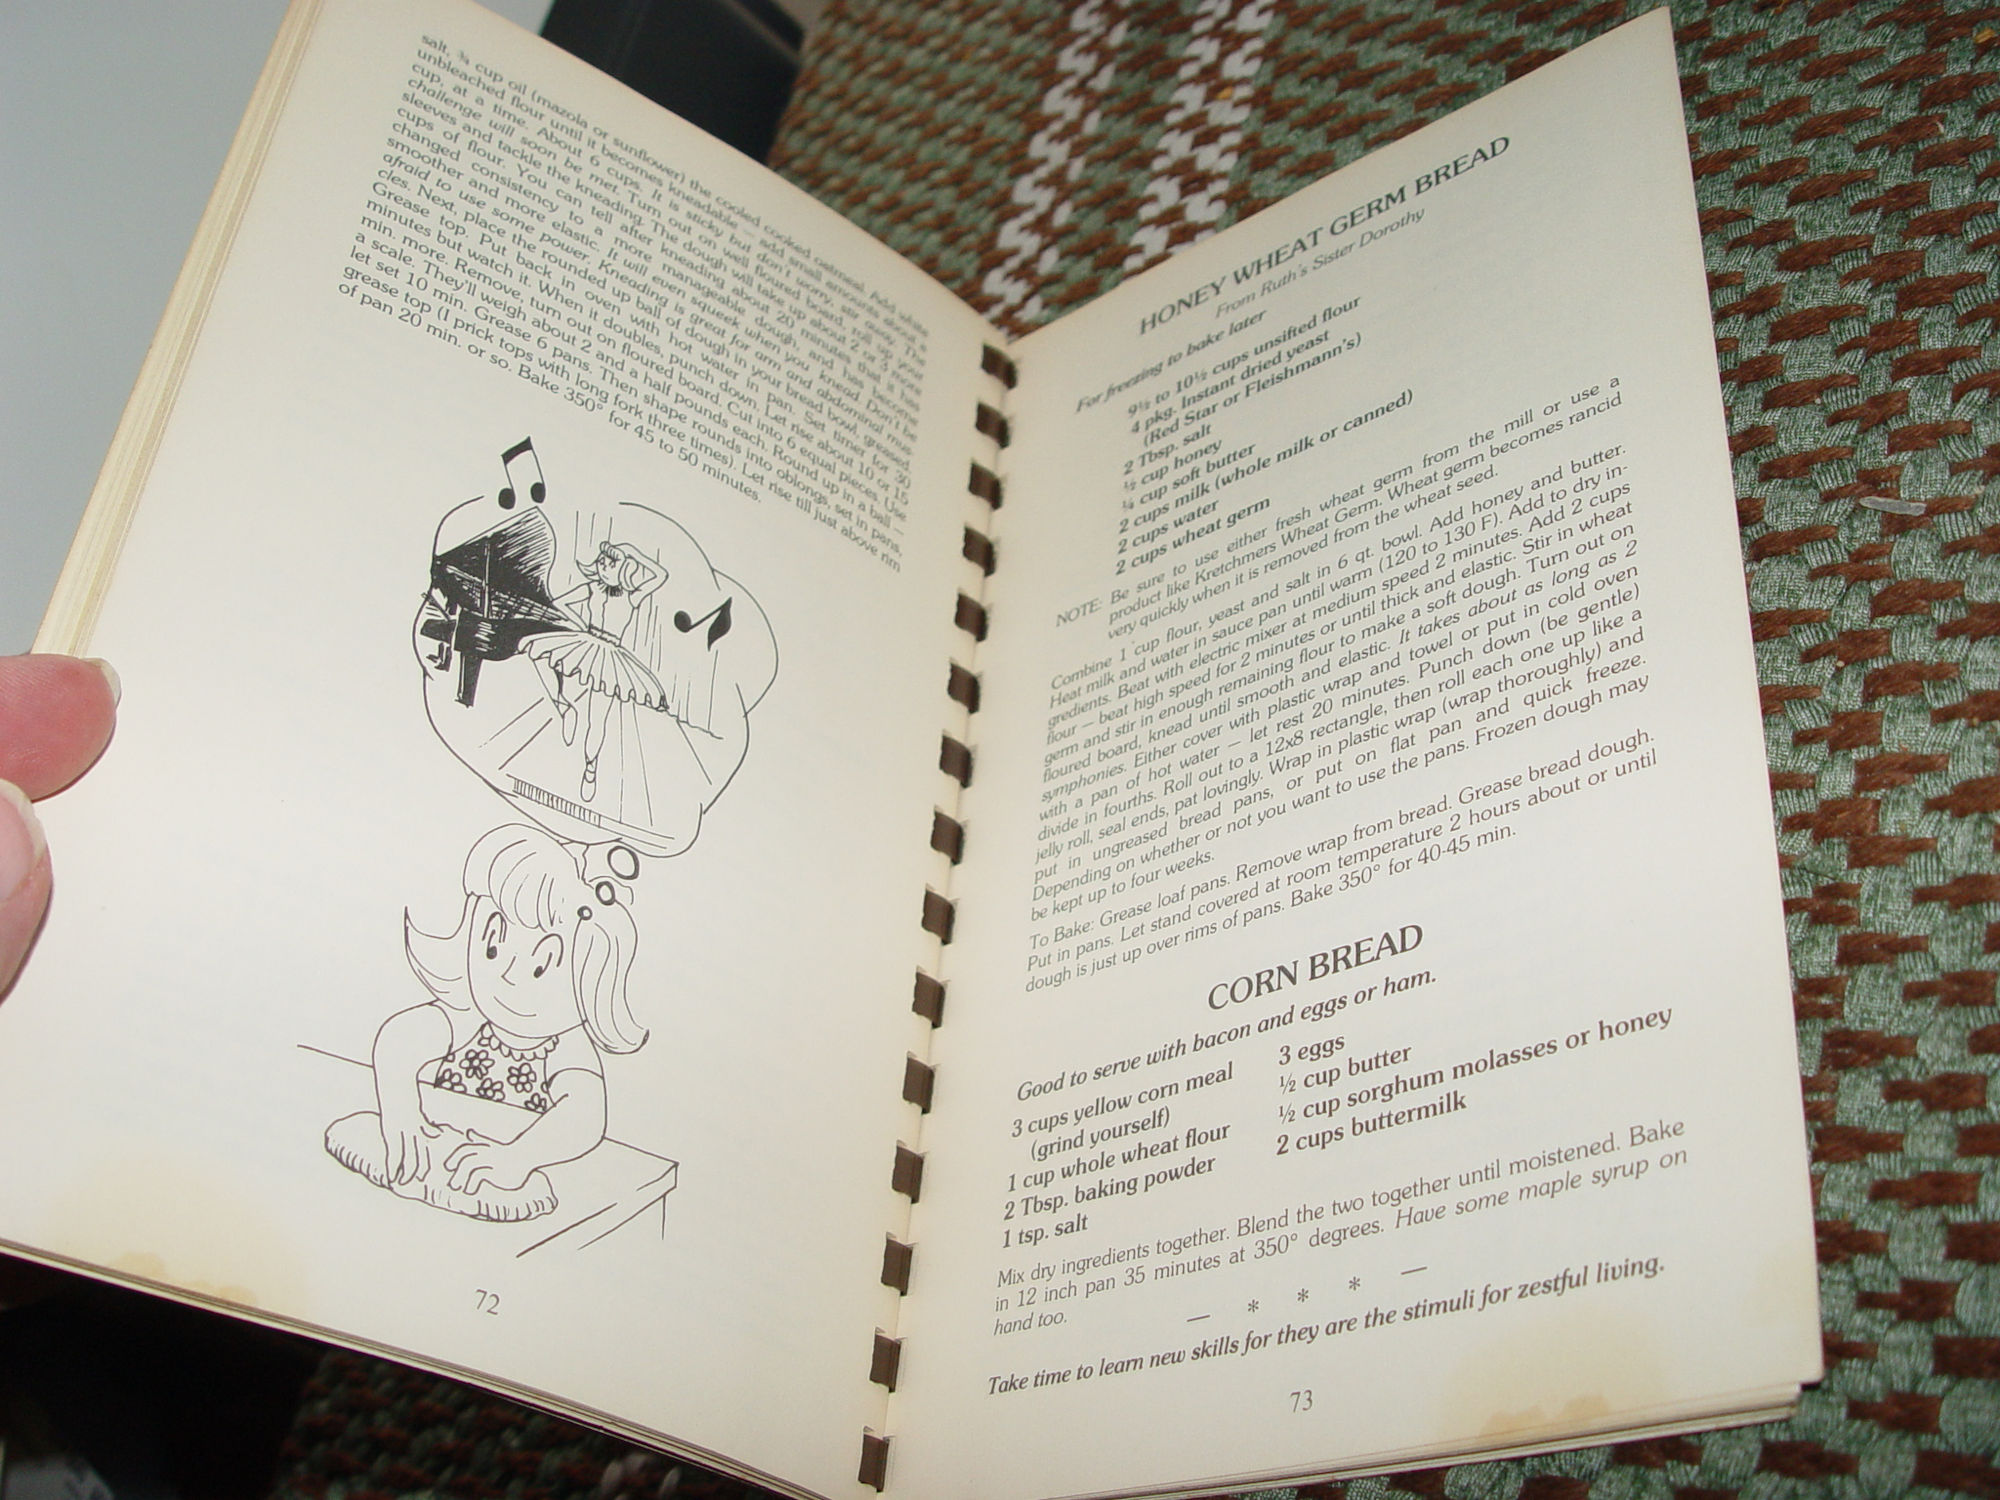 salt, ¾ cup oil (mazola or sunflower) the cooled cooked oatmeal. Add white
unbleached flour until it becomes kneadable — add small amounts about a
cup, at a time. About 6 cups. It is sticky but don't worry, stir away. The
challenge will soon be met. Turn out on well floured board, roll up your
sleeves and tackle the kneading. The dough will take up about 2 or 3 more
cups of flour. You can tell after kneading about 20 minutes that is has
changed consistency to a more manageable dough, and has become
smoother and more elastic. It will even squeek when you knead. Don't be
afraid to use some power. Kneading is great for arm and abdominal mus-
cles. Next, place the rounded up ball of dough in your bread bowl, greased.
Grease top. Put back in oven with hot water in pan. Set timer for 30
minutes but watch it. When it doubles, punch down. Let rise about 10 or 15
min. more. Remove, turn out on floured board. Cut into 6 equal pieces. (Use
a scale. They'll weigh about 2 and a half pounds each. Round up in a ball —
let set 10 min. Grease 6 pans. Then shape rounds into oblongs, set in pans,
grease top (I prick tops with long fork three times). Let rise till just above rim
of pan 20 min. or so. Bake 350° for 45 to 50 minutes.
72
HONEY WHEAT GERM BREAD
From Ruth's Sister Dorothy
For freezing to bake later
9½ to 10½ cups unsifted flour
4 pkg. Instant dried yeast
(Red Star or Fleishmann's)
2 Tbsp. salt
½ cup honey
¼ cup soft butter
2 cups milk (whole milk or canned)
2 cups water
2 cups wheat germ
NOTE: Be sure to use either fresh wheat germ from the mill or use a
product like Kretchmers Wheat Germ. Wheat germ becomes rancid
very quickly when it is removed from the wheat seed.
Combine 1 cup flour, yeast and salt in 6 qt. bowl. Add honey and butter.
Heat milk and water in sauce pan until warm (120 to 130 F). Add to dry in-
gredients. Beat with electric mixer at medium speed 2 minutes. Add 2 cups
flour — beat high speed for 2 minutes or until thick and elastic. Stir in wheat
germ and stir in enough remaining flour to make a soft dough. Turn out on
floured board, knead until smooth and elastic. It takes about as long as 2
symphonies. Either cover with plastic wrap and towel or put in cold oven
with a pan of hot water — let rest 20 minutes. Punch down (be gentle)
divide in fourths. Roll out to a 12x8 rectangle, then roll each one up like a
jelly roll, seal ends, pat lovingly. Wrap in plastic wrap (wrap thoroughly) and
put in ungreased bread pans, or put on flat pan and quick freeze.
Depending on whether or not you want to use the pans. Frozen dough may
be kept up to four weeks.
To Bake: Grease loaf pans. Remove wrap from bread. Grease bread dough.
Put in pans. Let stand covered at room temperature 2 hours about or until
dough is just up over rims of pans. Bake 350° for 40-45 min.
CORN BREAD
Good to serve with bacon and eggs or ham.
3 cups yellow corn meal
(grind yourself)
1 cup whole wheat flour
2 Tbsp. baking powder
1 tsp. salt
3 eggs
½ cup butter
½ cup sorghum molasses or honey
2 cups buttermilk
Mix dry ingredients together. Blend the two together until moistened. Bake
in 12 inch pan 35 minutes at 350° degrees. Have some maple syrup on
hand too.
— * * * —
Take time to learn new skills for they are the stimuli for zestful living.
73